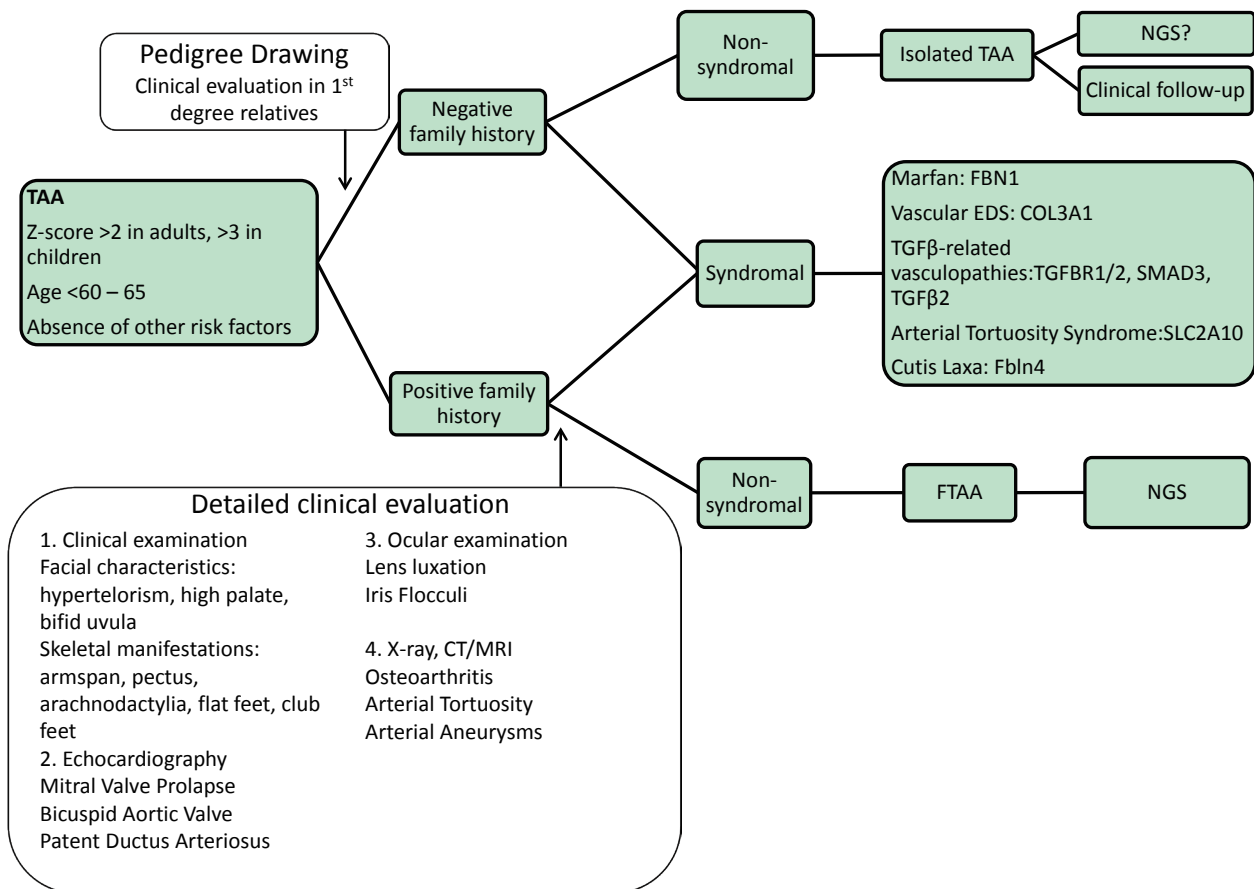 Pedigree Drawing
Clinical evaluation in 1st
degree relatives
TAA
Z-score >2 in adults, >3 in
children
Age <60 – 65
Absence of other risk factors
Negative
family history
Positive family
history
Non-
syndromal
Isolated TAA
NGS?
Clinical follow-up
Syndromal
Marfan: FBN1
Vascular EDS: COL3A1
TGFβ-related
vasculopathies:TGFBR1/2, SMAD3,
TGFβ2
Arterial Tortuosity Syndrome:SLC2A10
Cutis Laxa: Fbln4
Non-
syndromal
FTAA
NGS
Detailed clinical evaluation
1. Clinical examination
Facial characteristics:
hypertelorism, high palate,
bifid uvula
Skeletal manifestations:
armspan, pectus,
arachnodactylia, flat feet, club
feet
2. Echocardiography
Mitral Valve Prolapse
Bicuspid Aortic Valve
Patent Ductus Arteriosus
3. Ocular examination
Lens luxation
Iris Flocculi
4. X-ray, CT/MRI
Osteoarthritis
Arterial Tortuosity
Arterial Aneurysms